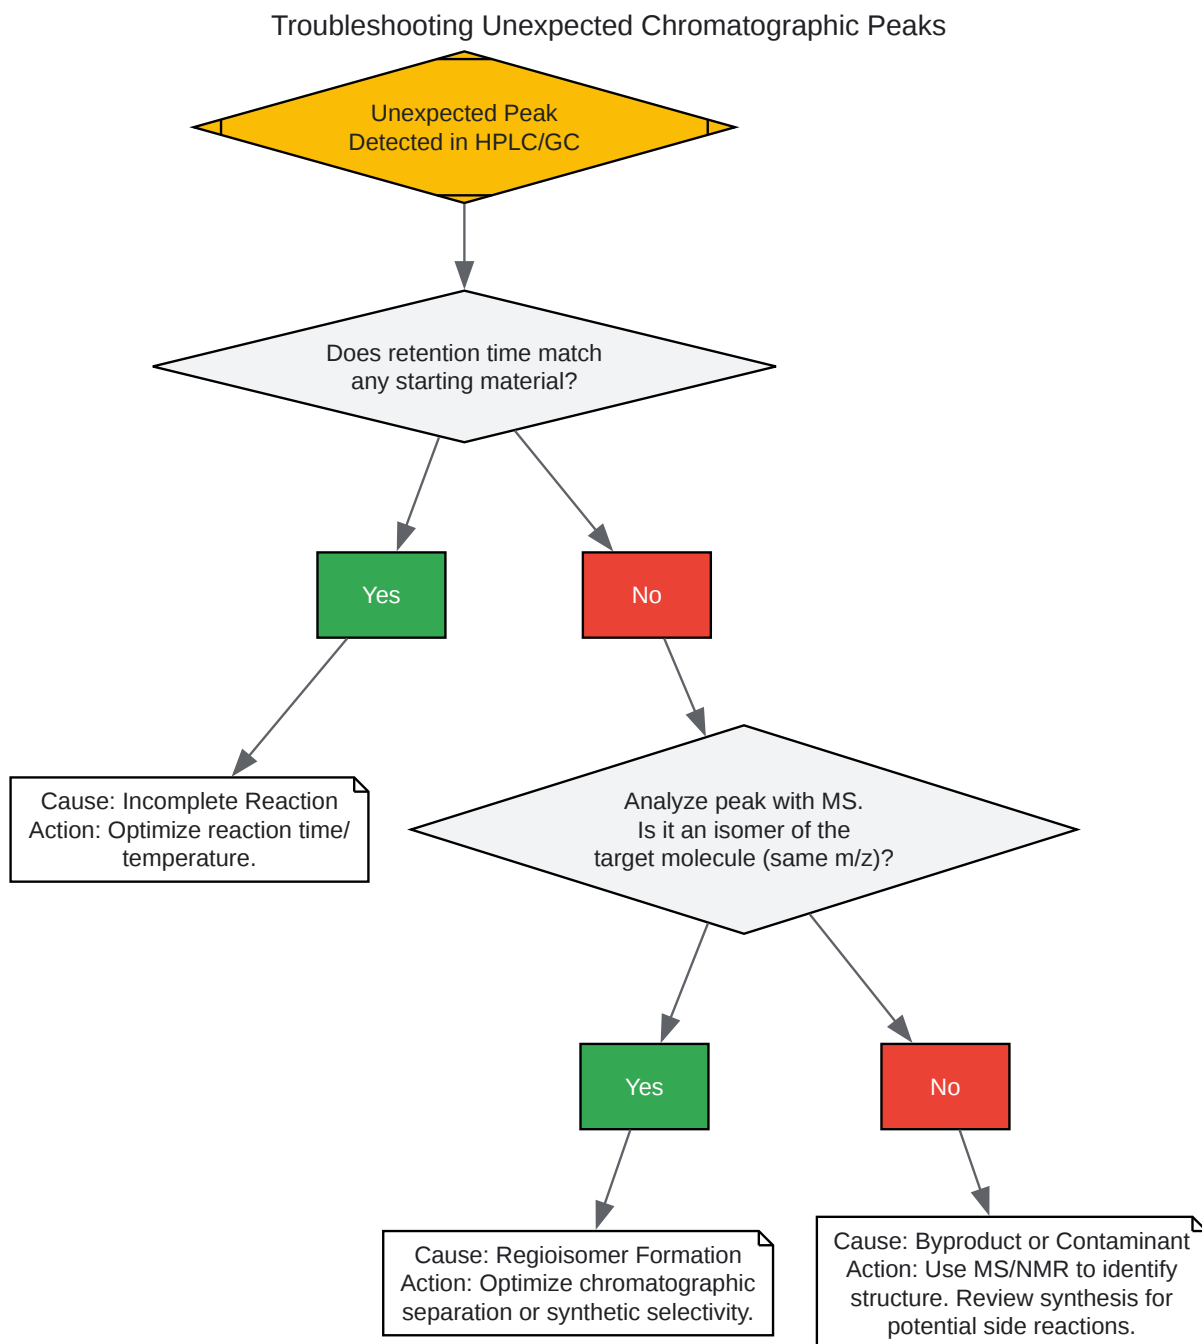 Troubleshooting Unexpected Chromatographic Peaks
Unexpected Peak
Detected in HPLC/GC
Does retention time match
any starting material?
Yes
No
Cause: Incomplete Reaction
Action: Optimize reaction time/
temperature.
Analyze peak with MS.
Is it an isomer of the
target molecule (same m/z)?
Yes
No
Cause: Regioisomer Formation
Action: Optimize chromatographic
separation or synthetic selectivity.
Cause: Byproduct or Contaminant
Action: Use MS/NMR to identify
structure. Review synthesis for
potential side reactions.